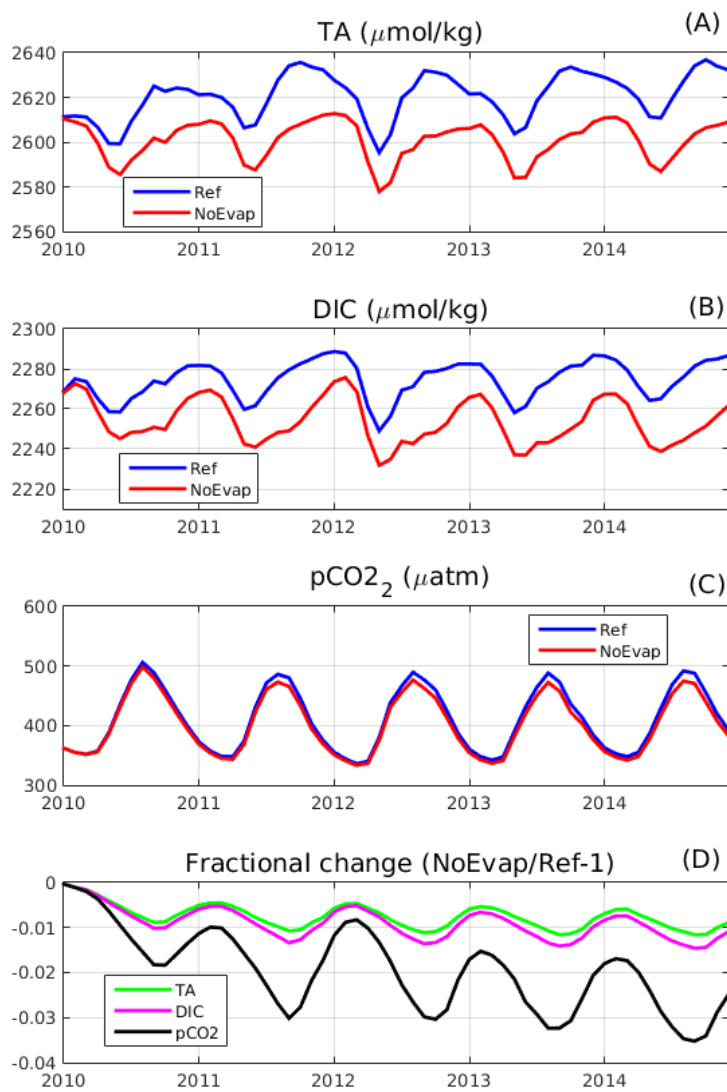 TA (μmol/kg)
(A)
2640
2620
2600
2580
2560
Ref
NoEvap
2010
2011
2012
2013
2014
DIC (μmol/kg)
(B)
2300
2280
2260
2240
2220
Ref
NoEvap
2010
2011
2012
2013
2014
pCO2₂ (μatm)
(C)
600
500
400
300
Ref
NoEvap
2010
2011
2012
2013
2014
Fractional change (NoEvap/Ref-1)
(D)
0
-0.01
-0.02
-0.03
-0.04
TA
DIC
pCO2
2010
2011
2012
2013
2014